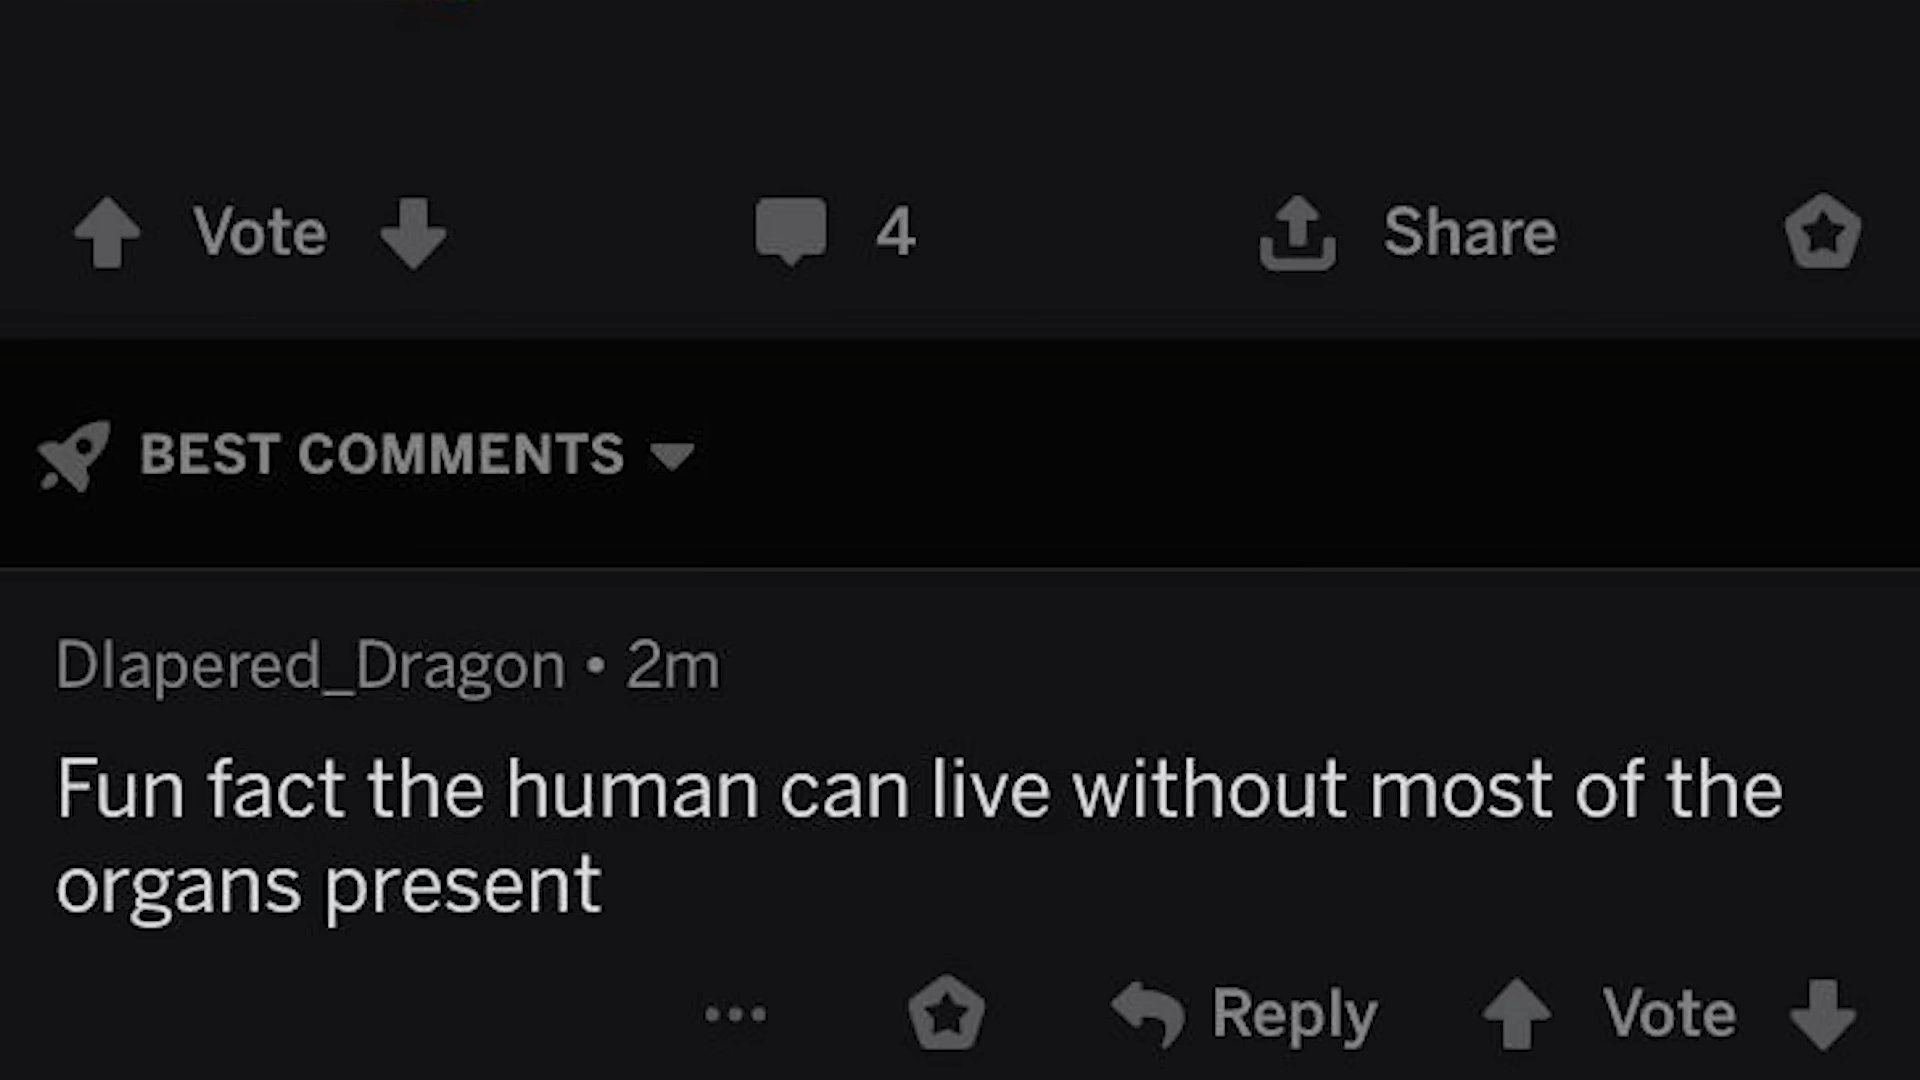 Vote 4 Share
BEST COMMENTS
Dlapered_Dragon • 2m
Fun fact the human can live without most of the
organs present
... Reply Vote